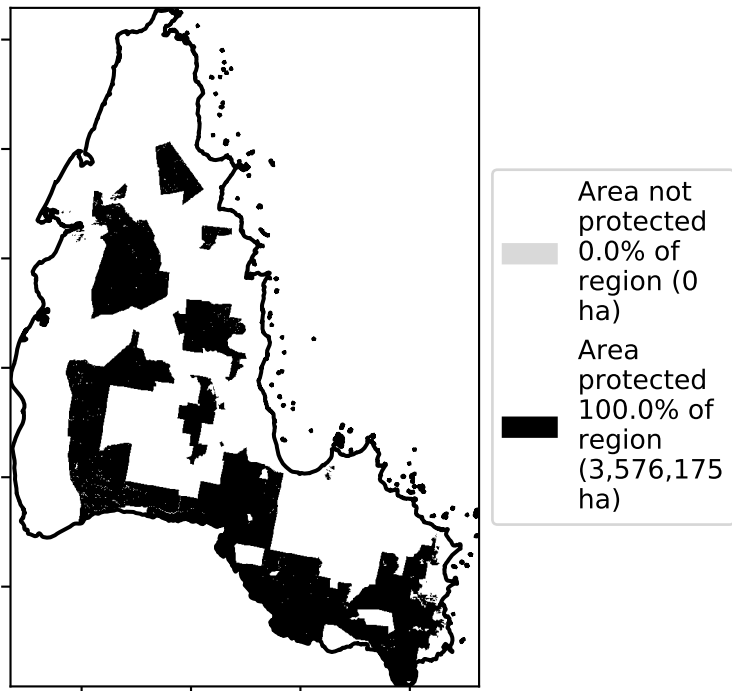 Area not
protected
0.0% of
region (0
ha)
Area
protected
100.0% of
region
(3,576,175
ha)